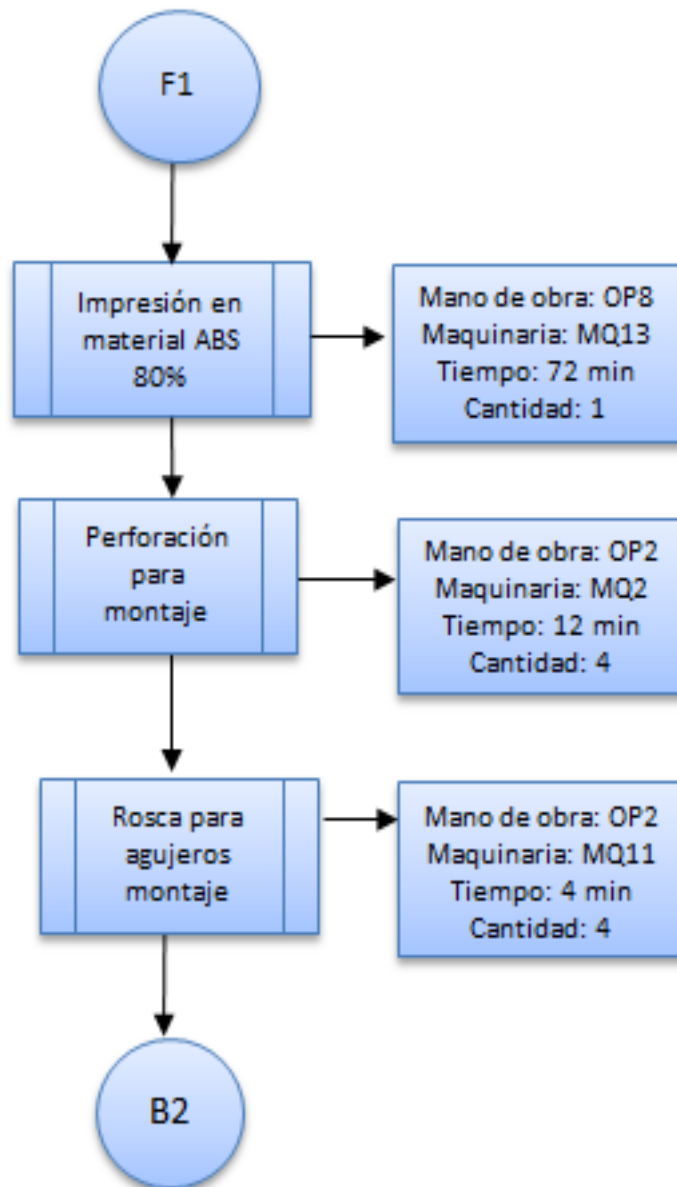 F1
Impresión en
material ABS
80%
Mano de obra: OP8
Maquinaria: MQ13
Tiempo: 72 min
Cantidad: 1
Perforación
para
montaje
Mano de obra: OP2
Maquinaria: MQ2
Tiempo: 12 min
Cantidad: 4
Rosca para
agujeros
montaje
Mano de obra: OP2
Maquinaria: MQ11
Tiempo: 4 min
Cantidad: 4
B2